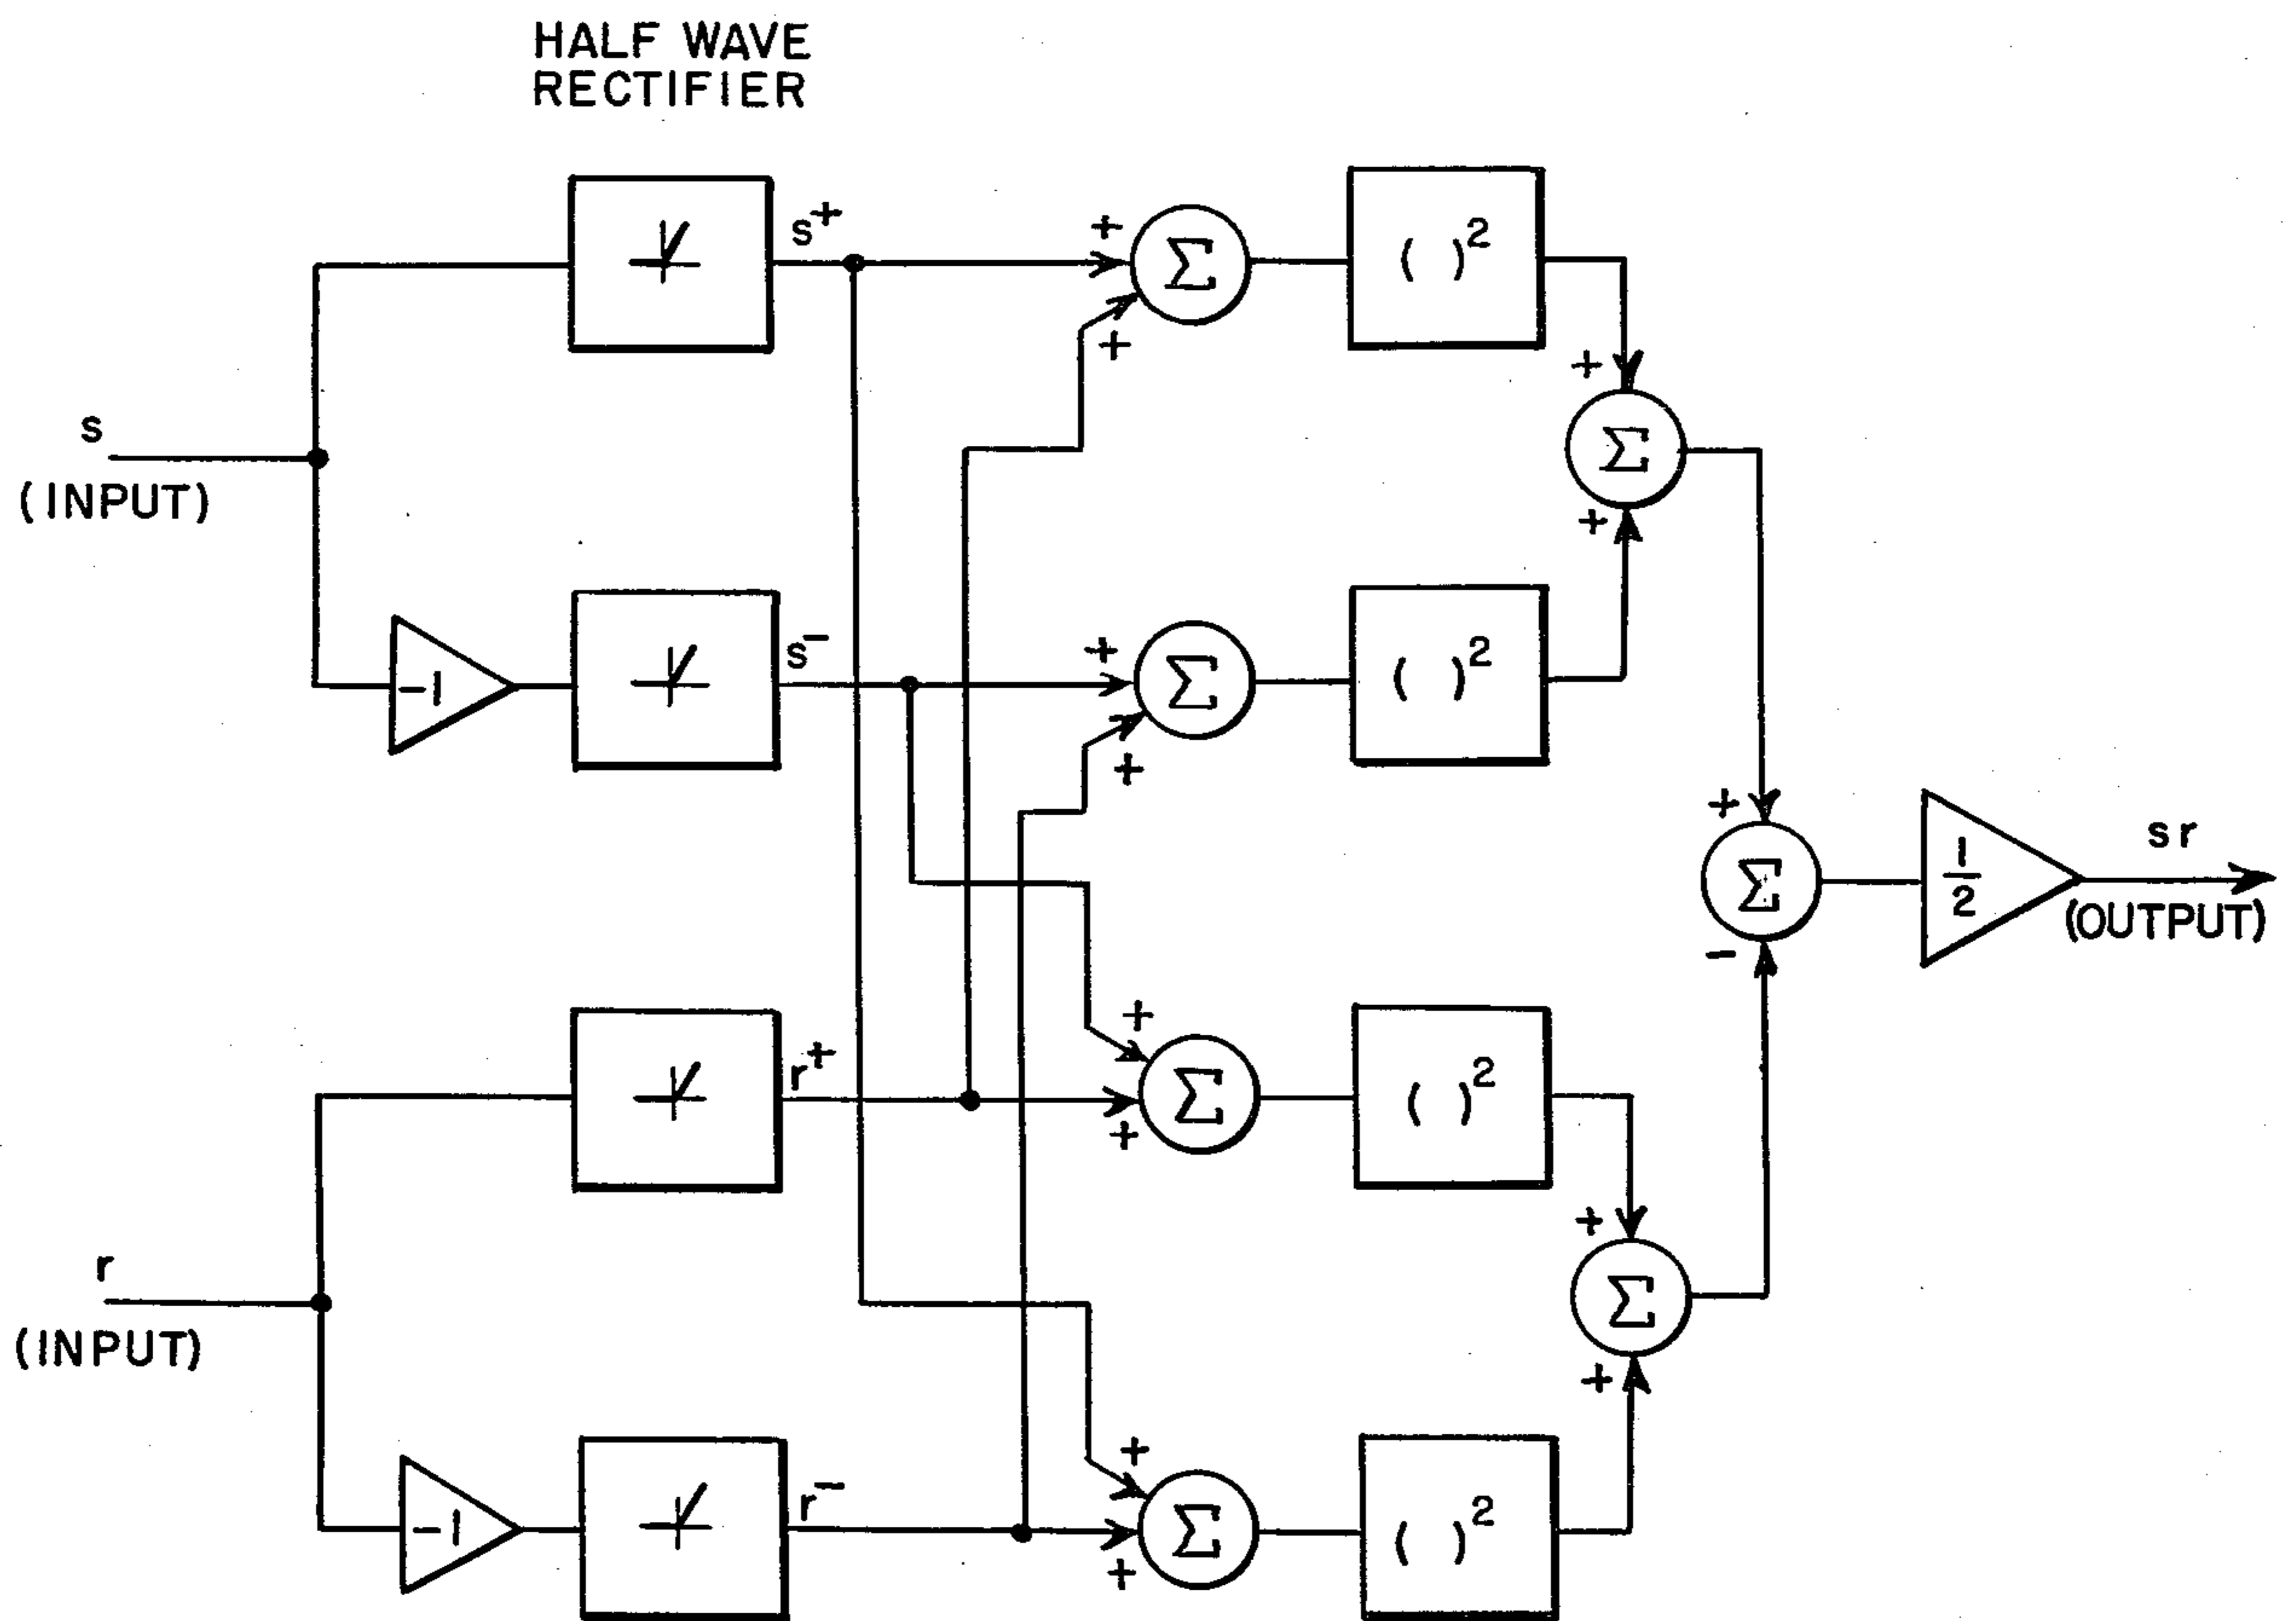 HALF WAVE
RECTIFIER
s⁺
+
Σ
( )²
+
+
s
(INPUT)
Σ
+
-1
s⁻
+
Σ
( )²
+
+
Σ
1
2
sr
(OUTPUT)
-
r⁺
+
Σ
( )²
+
+
r
(INPUT)
Σ
+
-1
r⁻
+
Σ
( )²
+